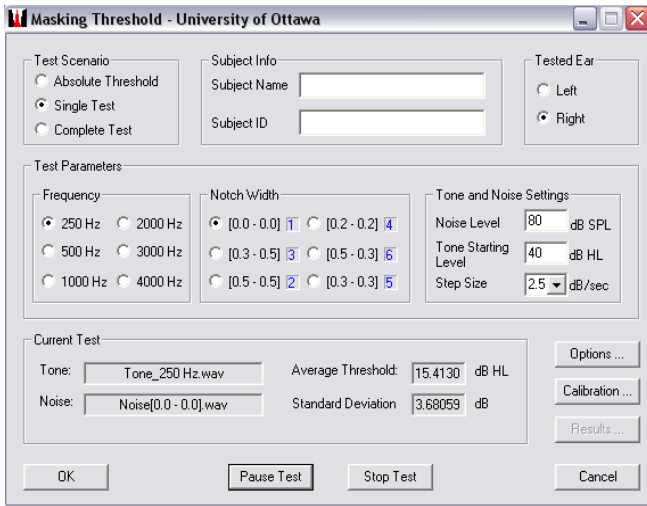 Masking Threshold - University of Ottawa
Test Scenario
Absolute Threshold
Single Test
Complete Test
Subject Info
Subject Name
Subject ID
Tested Ear
Left
Right
Test Parameters
Frequency
250 Hz 2000 Hz
500 Hz 3000 Hz
1000 Hz 4000 Hz
Notch Width
[0.0 - 0.0] 1 [0.2 - 0.2] 4
[0.3 - 0.5] 3 [0.5 - 0.3] 6
[0.5 - 0.5] 2 [0.3 - 0.3] 5
Tone and Noise Settings
Noise Level 80 dB SPL
Tone Starting
Level 40 dB HL
Step Size 2.5 dB/sec
Current Test
Tone: Tone_250 Hz.wav
Noise: Noise[0.0 - 0.0].wav
Average Threshold: 15.4130 dB HL
Standard Deviation 3.68059 dB
Options ...
Calibration ...
Results ...
OK
Pause Test
Stop Test
Cancel